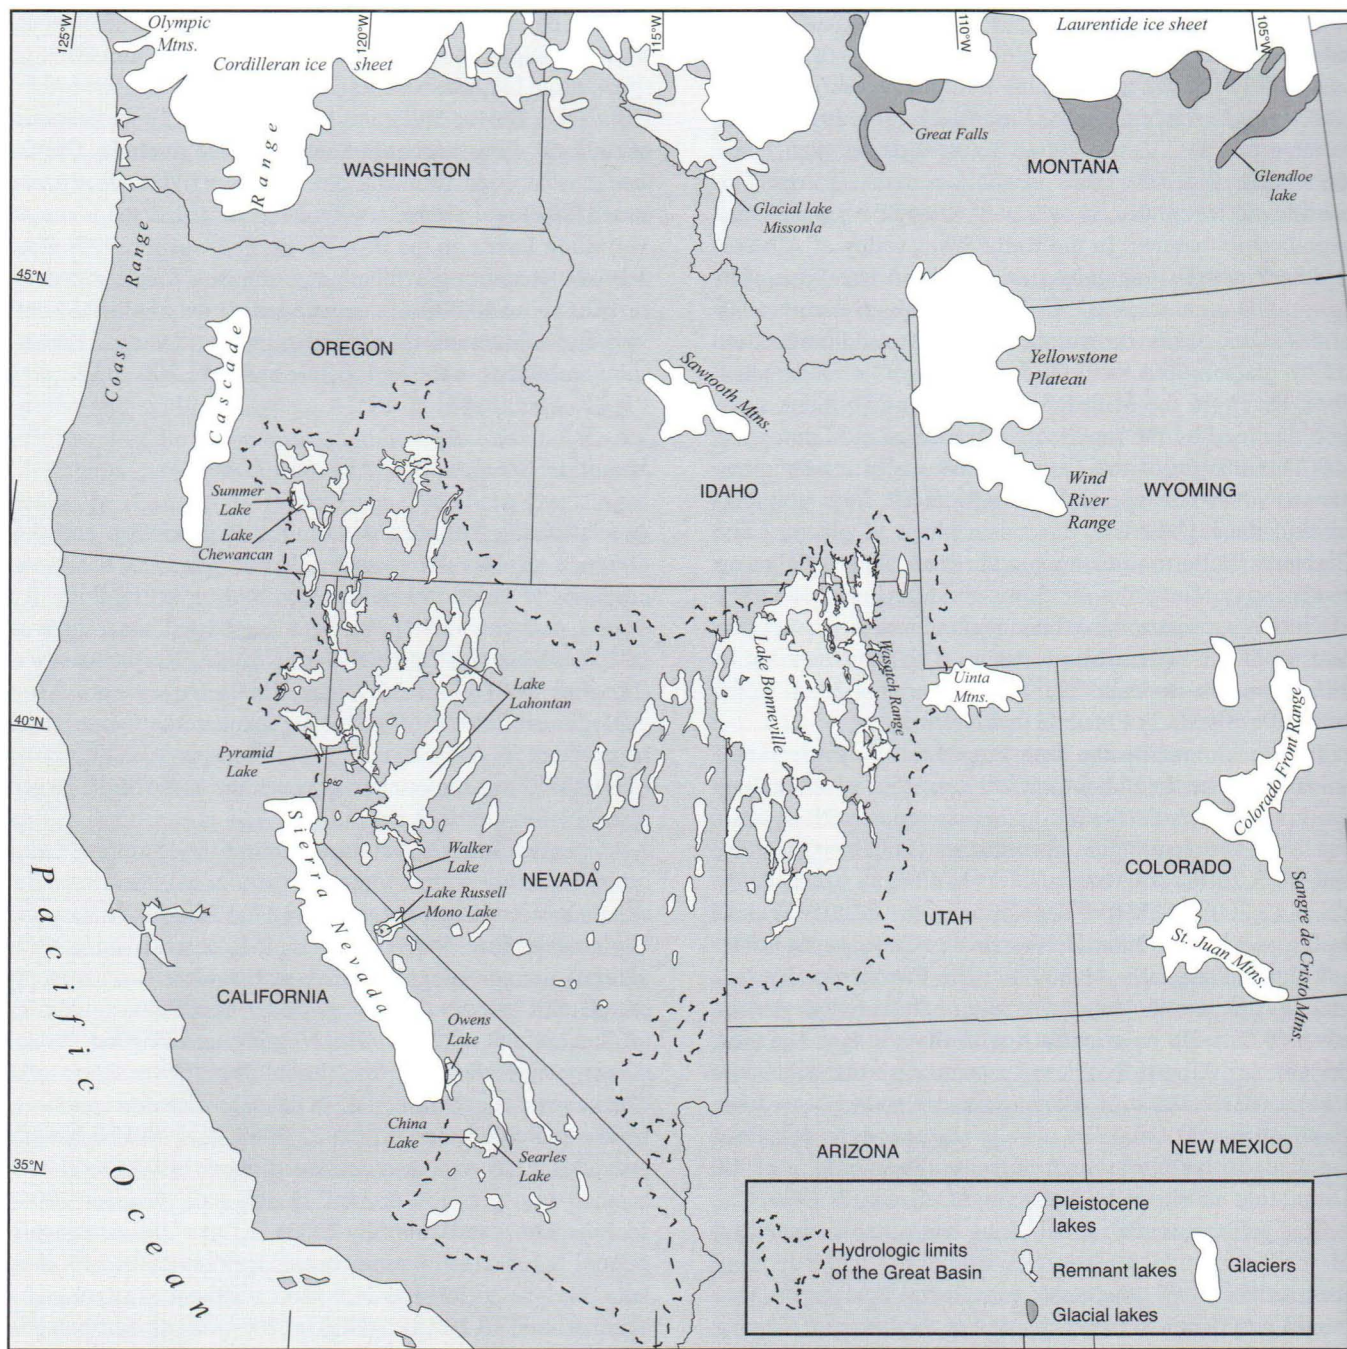 125°W
Olympic
Mtns.
120°W
115°W
110°W
Laurentide ice sheet
105°W
Cordilleran ice sheet
Great Falls
MONTANA
Glendloe
lake
WASHINGTON
Range
Glacial lake
Missonla
45°N
Coast Range
Cascade
OREGON
Sawtooth Mtns.
Yellowstone
Plateau
Summer
Lake
Lake
Chewancan
IDAHO
Wind
River
Range
WYOMING
Lake
Lahontan
Lake Bonneville
Wasatch Range
Uinta
Mtns.
40°N
Pyramid
Lake
Colorado Front Range
Sierra Nevada
Walker
Lake
NEVADA
COLORADO
Lake Russell
Mono Lake
UTAH
Sangre de Cristo Mtns.
St. Juan Mtns.
Pacific Ocean
CALIFORNIA
Owens
Lake
China
Lake
Searles
Lake
35°N
ARIZONA
NEW MEXICO
Hydrologic limits
of the Great Basin
Pleistocene
lakes
Remnant lakes
Glacial lakes
Glaciers